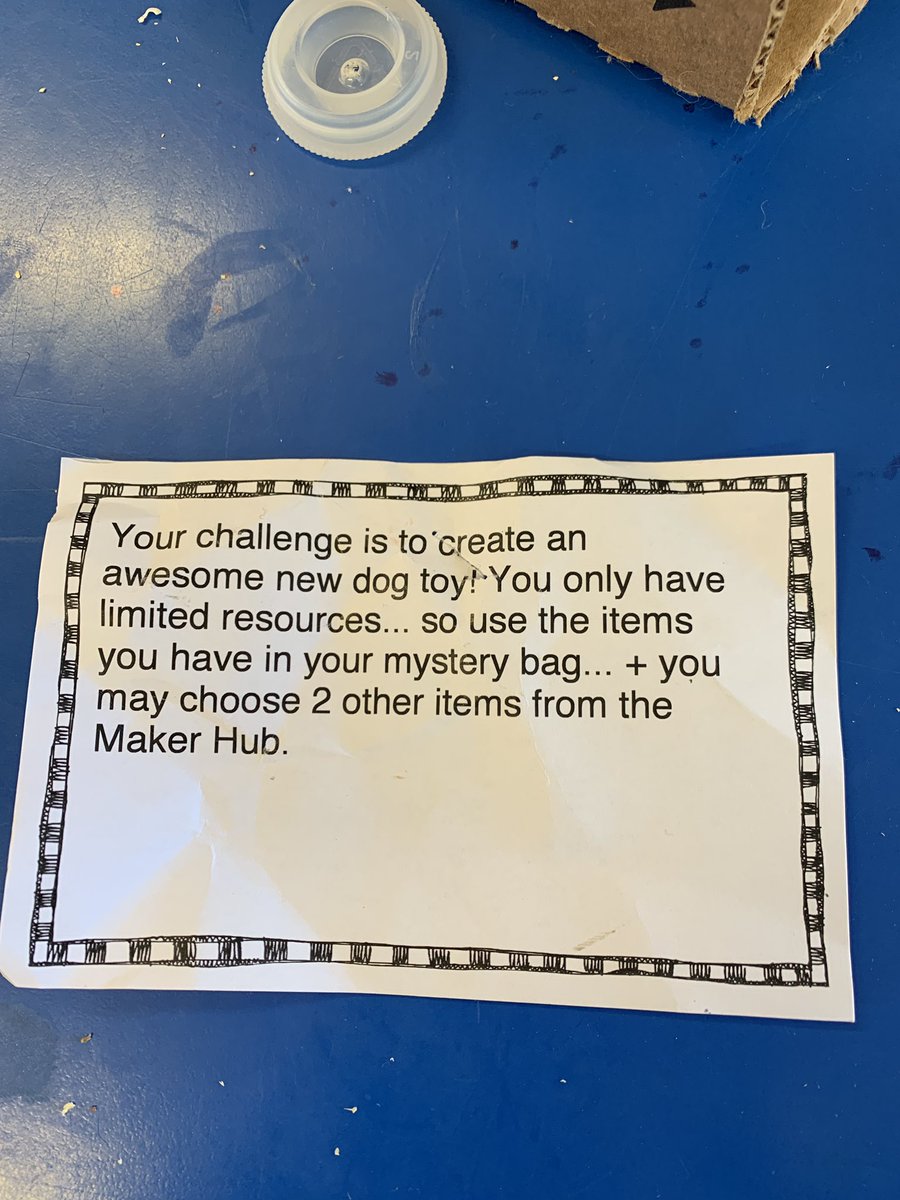 Your challenge is to create an
awesome new dog toy! You only have
limited resources... so use the items
you have in your mystery bag... + you
may choose 2 other items from the
Maker Hub.